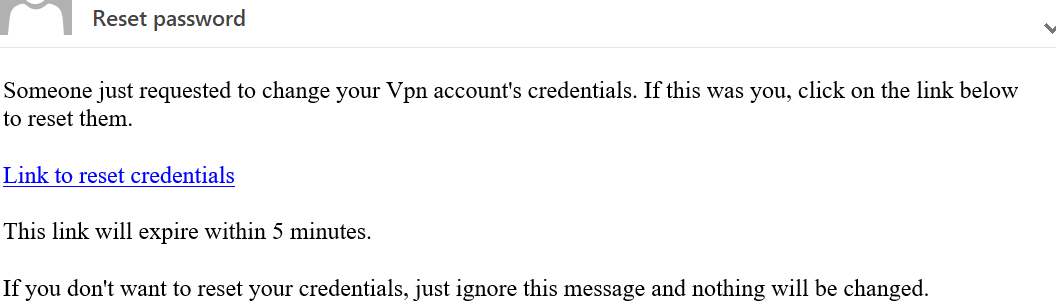 Reset password
Someone just requested to change your Vpn account's credentials. If this was you, click on the link below
to reset them.
Link to reset credentials
This link will expire within 5 minutes.
If you don't want to reset your credentials, just ignore this message and nothing will be changed.